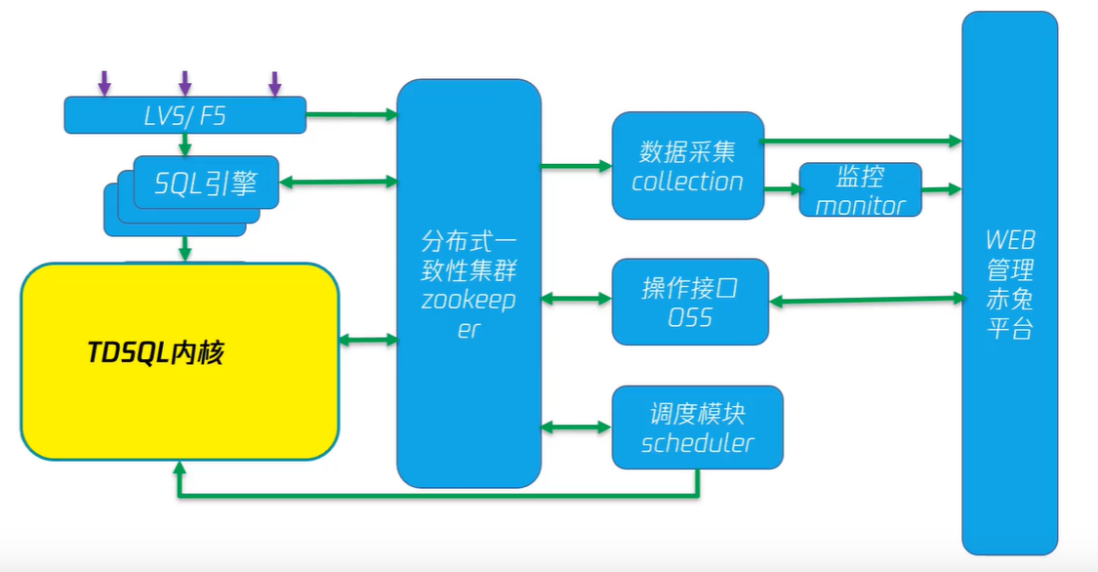 LVS/ F5
SQL引擎
TDSQL内核
分布式一
致性集群
zookeep
er
数据采集
collection
监控
monitor
操作接口
OSS
调度模块
scheduler
WEB
管理
赤兔
平台